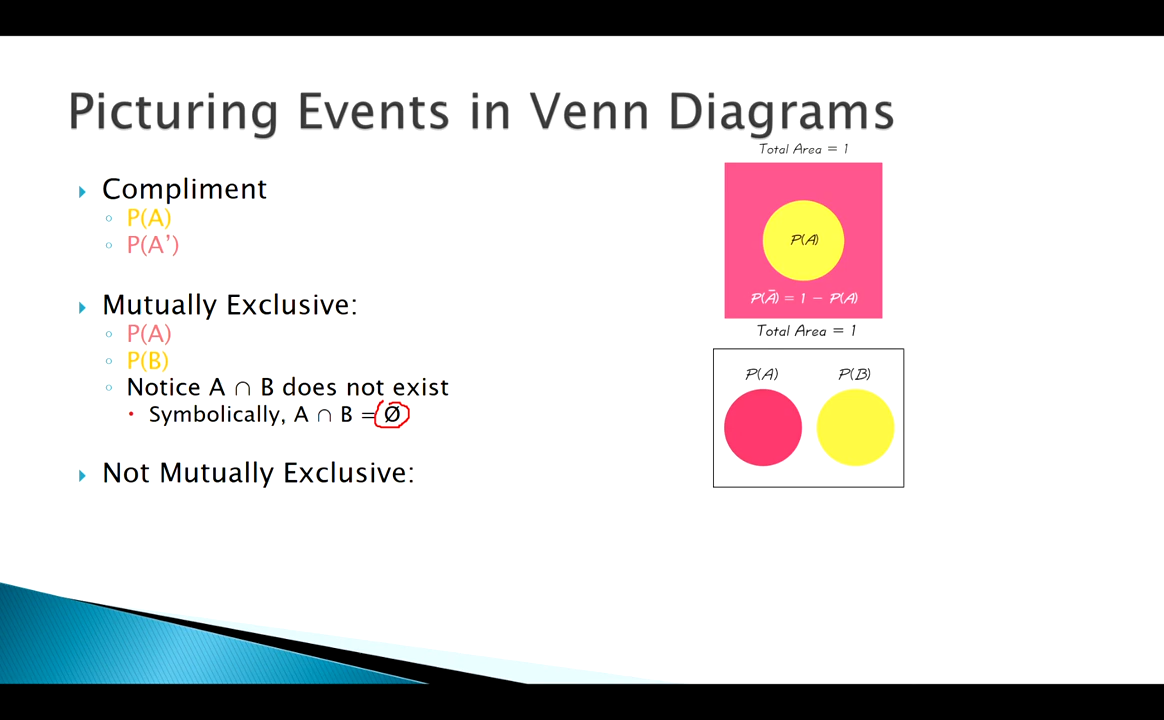 Picturing Events in Venn Diagrams
Compliment
P(A)
P(A’)
Mutually Exclusive:
P(A)
P(B)
Notice A ∩ B does not exist
Symbolically, A ∩ B = Ø
Not Mutually Exclusive:
Total Area = 1
P(A)
P(Ā) = 1 − P(A)
Total Area = 1
P(A) P(B)